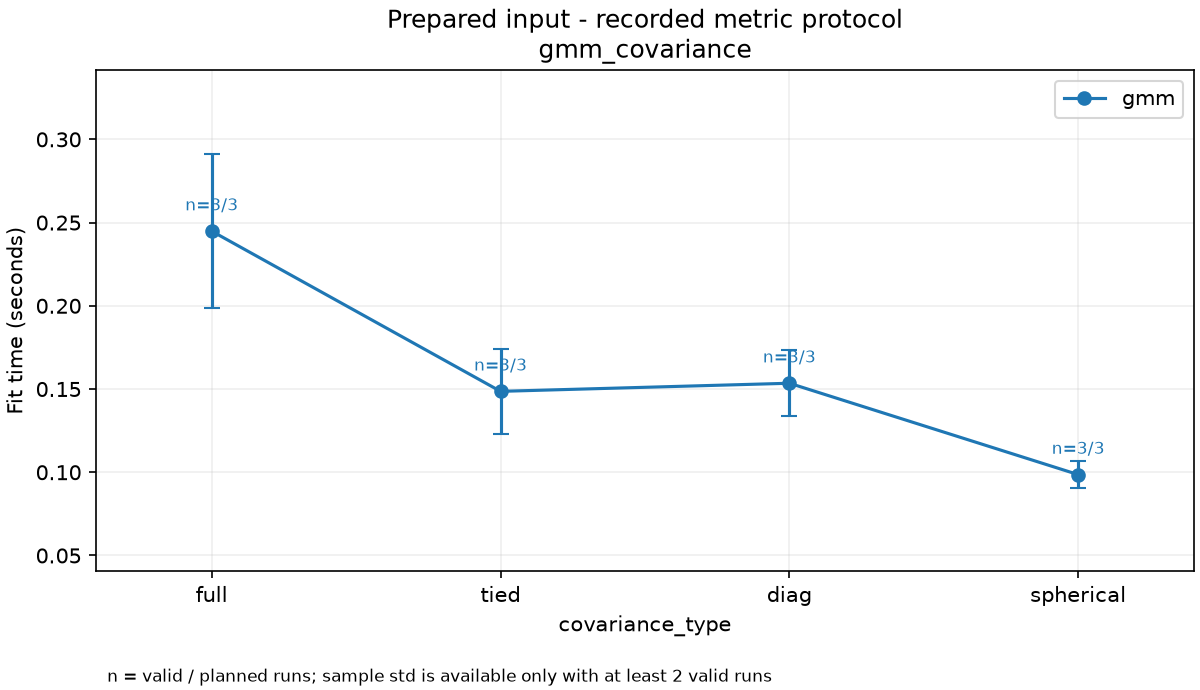 Prepared input - recorded metric protocol
gmm_covariance
gmm
0.30
0.25
0.20
0.15
0.10
0.05
Fit time (seconds)
n=3/3
n=3/3
n=3/3
n=3/3
full
tied
diag
spherical
covariance_type
n = valid / planned runs; sample std is available only with at least 2 valid runs